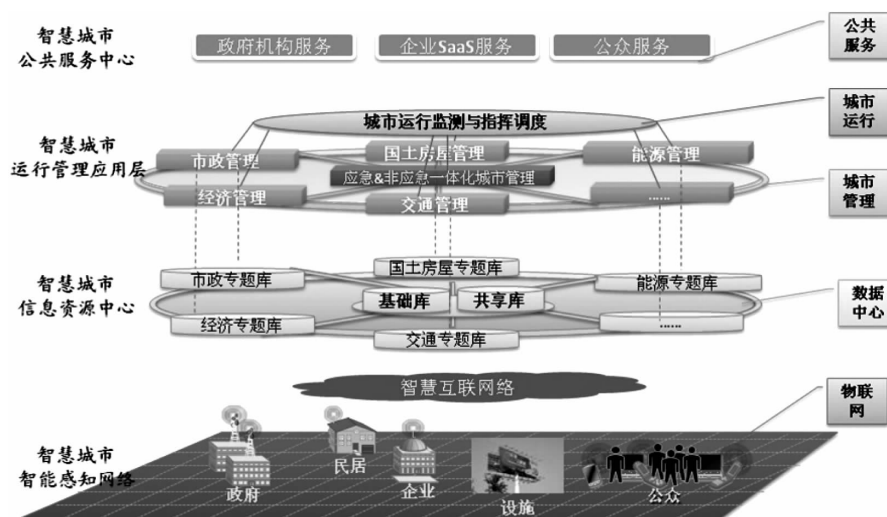 智慧城市
公共服务中心
政府机构服务
企业SaaS服务
公众服务
公共
服务
城市运行监测与指挥调度
城市
运行
智慧城市
运行管理应用层
市政管理
国土房屋管理
能源管理
应急&非应急一体化城市管理
经济管理
交通管理
……
城市
管理
智慧城市
信息资源中心
市政专题库
国土房屋专题库
能源专题库
基础库
共享库
经济专题库
交通专题库
……
数据
中心
智慧互联网络
物联
网
智慧城市
智能感知网络
政府
民居
企业
设施
公众